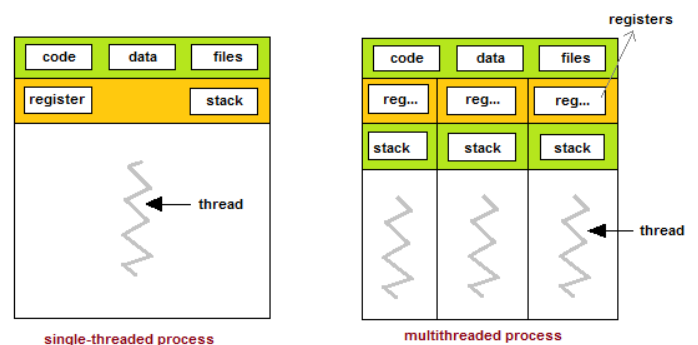 registers
code data files
register stack
thread
single-threaded process
code data files
reg... reg... reg...
stack stack stack
thread
multithreaded process